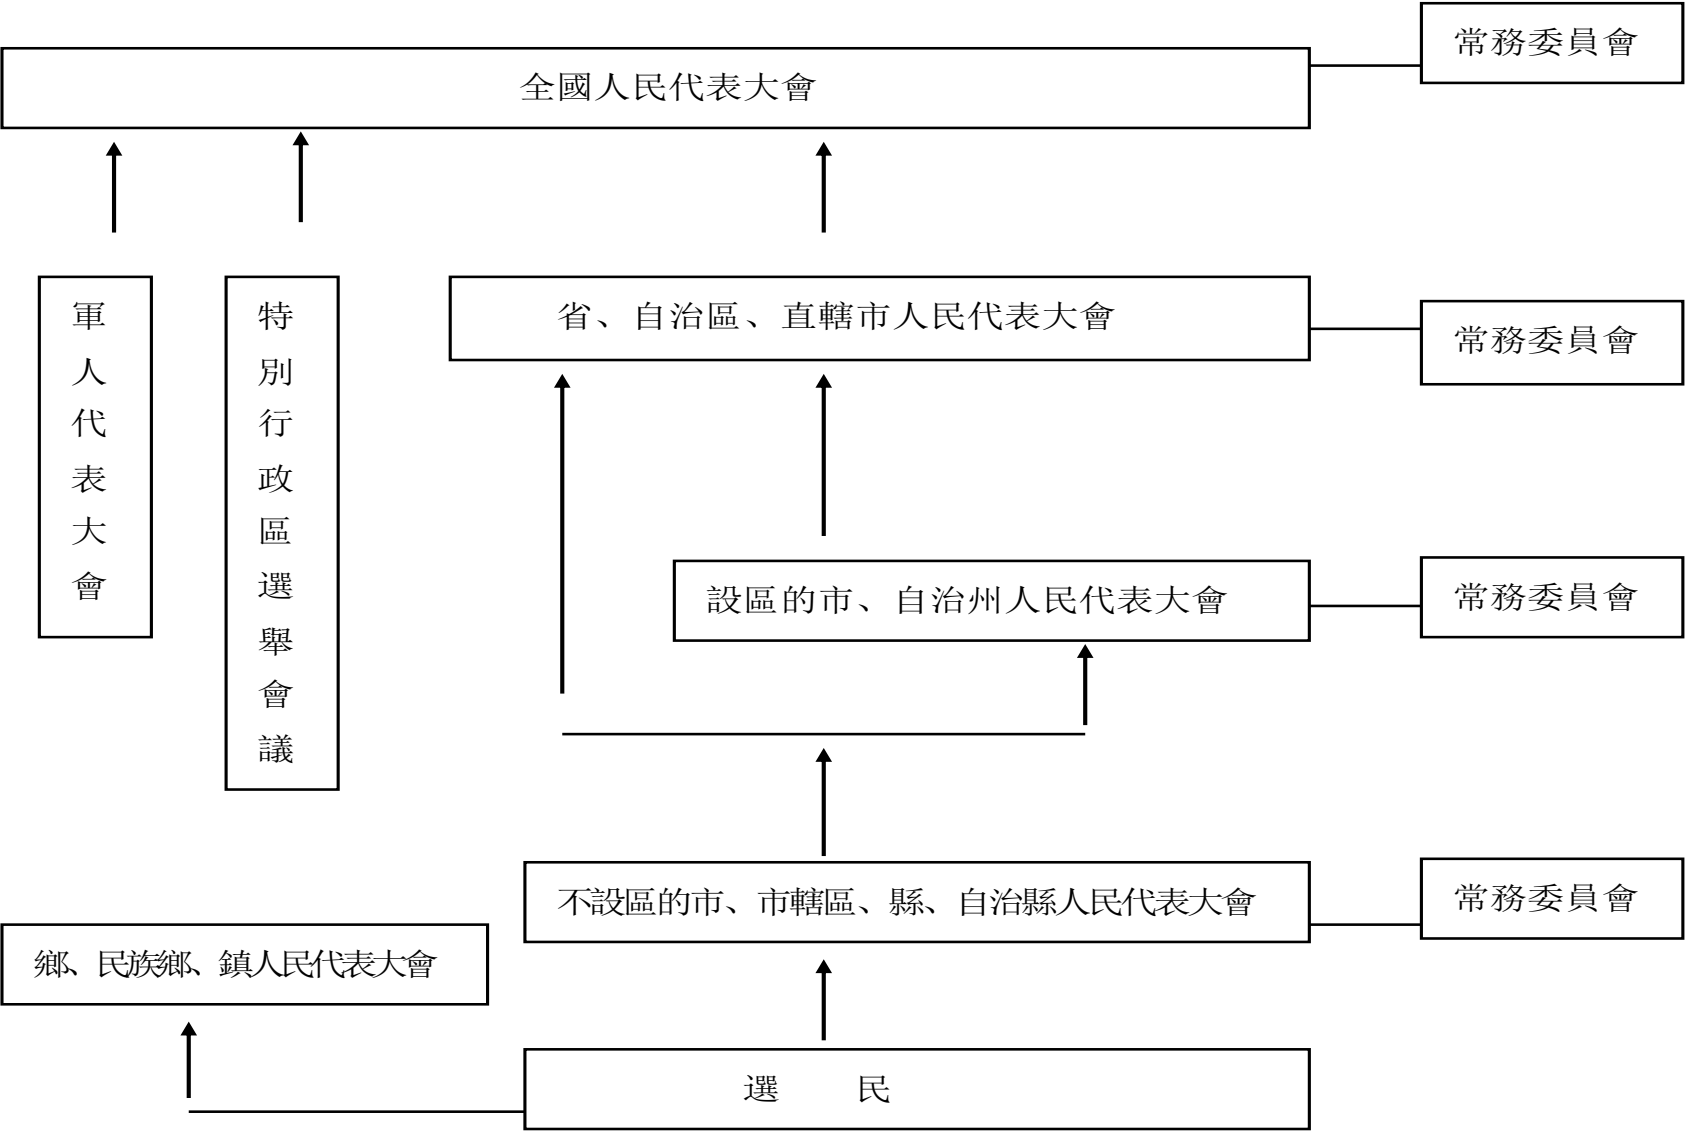 常務委員會
全國人民代表大會
軍人代表大會
特別行政區選舉會議
省、自治區、直轄市人民代表大會
常務委員會
設區的市、自治州人民代表大會
常務委員會
不設區的市、市轄區、縣、自治縣人民代表大會
常務委員會
鄉、民族鄉、鎮人民代表大會
選 民